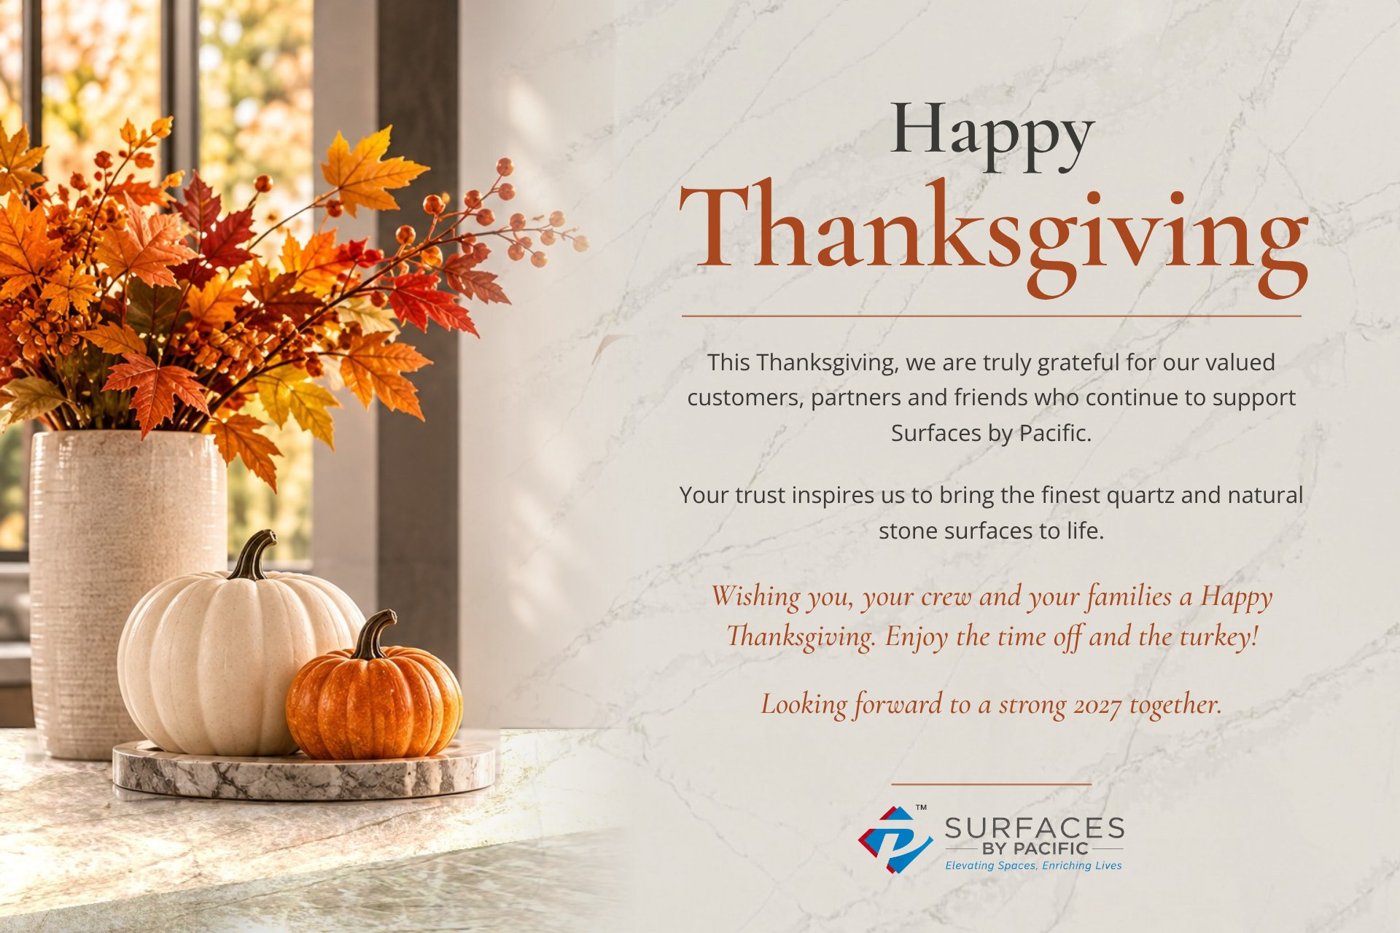 Happy
Thanksgiving
This Thanksgiving, we are truly grateful for our valued
customers, partners and friends who continue to support
Surfaces by Pacific.
Your trust inspires us to bring the finest quartz and natural
stone surfaces to life.
Wishing you, your crew and your families a Happy
Thanksgiving. Enjoy the time off and the turkey!
Looking forward to a strong 2027 together.
TM
SURFACES
BY PACIFIC
Elevating Spaces, Enriching Lives